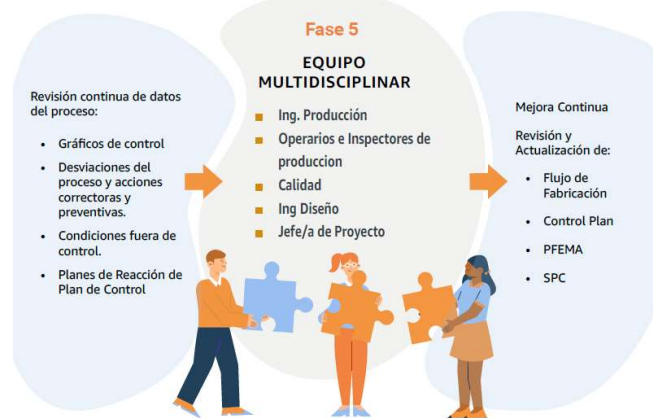 Fase 5
EQUIPO
MULTIDISCIPLINAR
Revisión continua de datos
del proceso:
• Gráficos de control
• Desviaciones del
proceso y acciones
correctoras y
preventivas.
• Condiciones fuera de
control.
• Planes de Reacción de
Plan de Control
Ing. Producción
Operarios e Inspectores de
produccion
Calidad
Ing Diseño
Jefe/a de Proyecto
Mejora Continua
Revisión y
Actualización de:
• Flujo de
Fabricación
• Control Plan
• PFEMA
• SPC